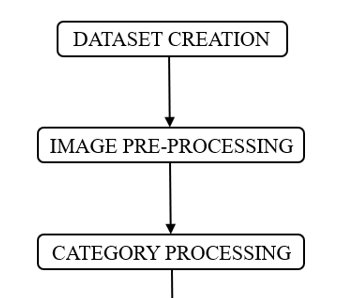 DATASET CREATION
IMAGE PRE-PROCESSING
CATEGORY PROCESSING